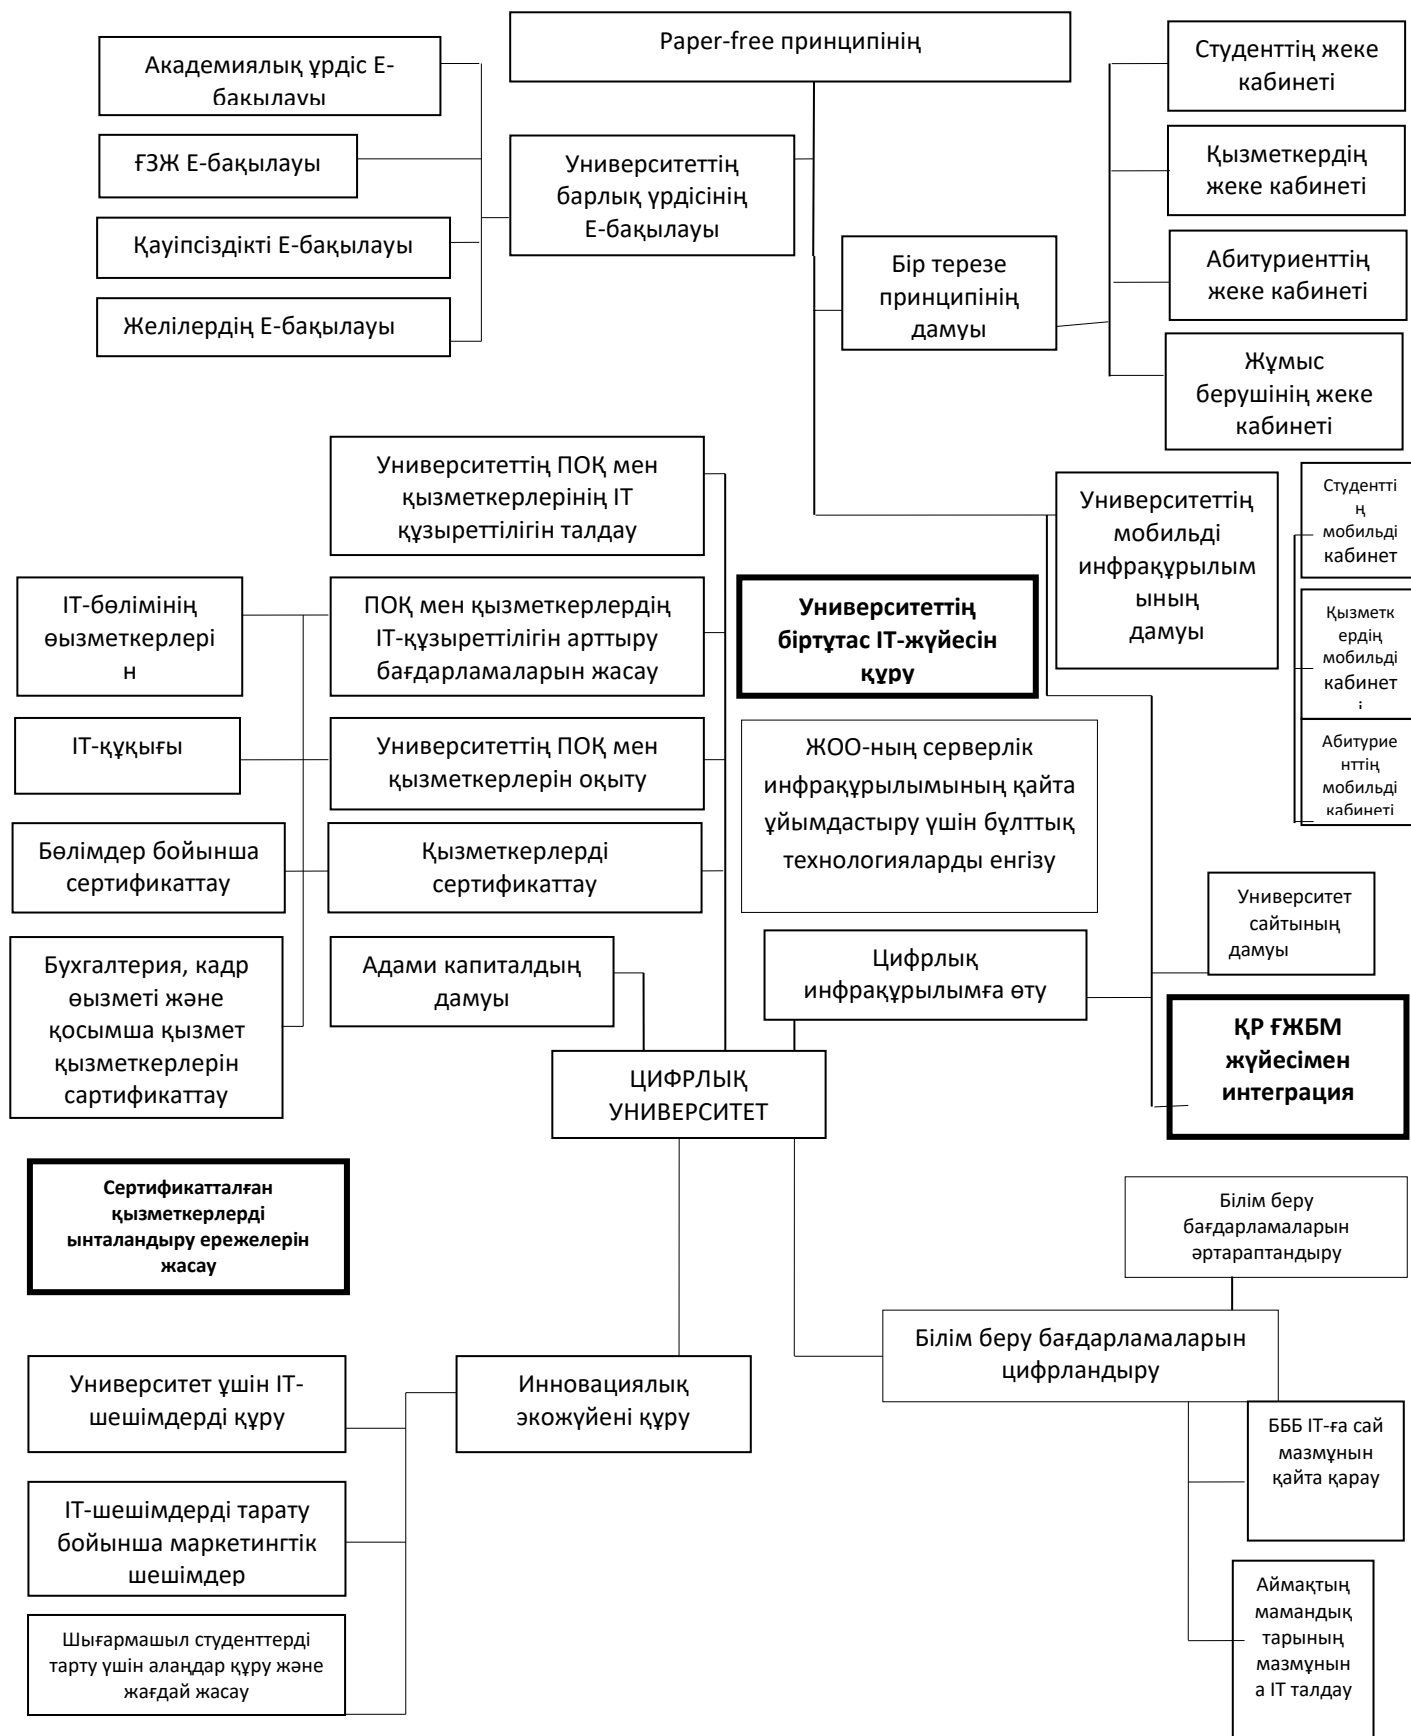 Paper-free принципінің
Академиялық ұрдіс Е-
бақылауы
ҒЗЖ Е-бақылауы
Қауіпсіздікті Е-бақылауы
Желілердің Е-бақылауы
Университеттің
барлық үрдісінің
Е-бақылауы
Бір терезе
принципінің
дамуы
Студенттің жеке
кабинеті
Қызметкердің
жеке кабинеті
Абитуриенттің
жеке кабинеті
Жұмыс
берушінің жеке
кабинеті
Университеттің ПОҚ мен
қызметкерлерінің IT
құзыреттілігін талдау
Университеттің
мобильді
инфрақұрылым
ының
дамуы
Студентті
ң
мобильді
кабинет
Қызметк
ердің
мобильді
кабинет
і
Абитурие
нттің
мобильді
кабинеті
IT-бөлімінің
өызметкерлері
н
ПОҚ мен қызметкерлердің
IT-құзыреттілігін арттыру
бағдарламаларын жасау
Университеттің
біртұтас IT-жүйесін
құру
IT-құқығы
Университеттің ПОҚ мен
қызметкерлерін оқыту
ЖОО-ның серверлік
инфрақұрылымының қайта
ұйымдастыру үшін бұлттық
технологияларды енгізу
Бөлімдер бойынша
сертификаттау
Қызметкерлерді
сертификаттау
Университет
сайтының
дамуы
Бухгалтерия, кадр
өызметі және
қосымша қызмет
қызметкерлерін
сартификаттау
Адами капиталдың
дамуы
Цифрлық
инфрақұрылымға өту
ҚР ҒЖБМ
жүйесімен
интеграция
ЦИФРЛЫҚ
УНИВЕРСИТЕТ
Сертификатталған
қызметкерлерді
ынталандыру ережелерін
жасау
Білім беру
бағдарламаларын
әртараптандыру
Білім беру бағдарламаларын
цифрландыру
Университет ұшін IT-
шешімдерді құру
Инновациялық
экожүйені құру
БББ IT-ға сай
мазмұнын
қайта қарау
IT-шешімдерді тарату
бойынша маркетингтік
шешімдер
Аймақтың
мамандық
тарының
мазмұнын
а IT талдау
Шығармашыл студенттерді
тарту үшін алаңдар құру және
жағдай жасау